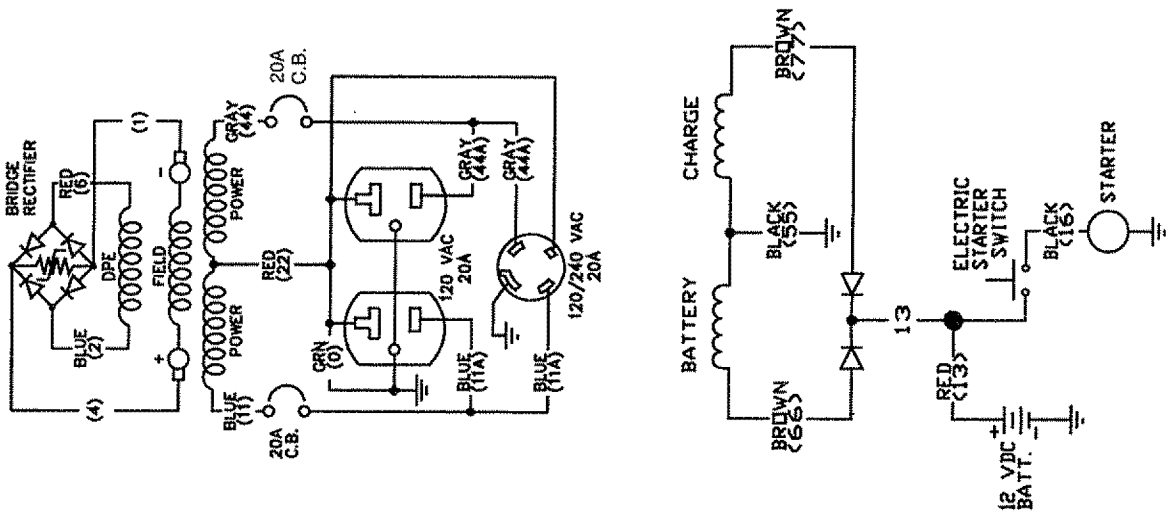 BRIDGE
RECTIFIER
RED
(6)
(1)
BLUE
(2)
DPE
(4)
FIELD
+
-
POWER
POWER
BLUE
(11)
GRAY
(44)
RED
(22)
20A
C.B.
20A
C.B.
GRN
(0)
120 VAC
20A
BLUE
(11A)
BLUE
(11A)
GRAY
(44A)
GRAY
(44A)
120/240 VAC
20A
BATTERY
CHARGE
BROWN
(77)
BROWN
(66)
BLACK
(55)
13
RED
(13)
ELECTRIC
STARTER
SWITCH
BLACK
(16)
STARTER
+
-
12 VDC
BATT.